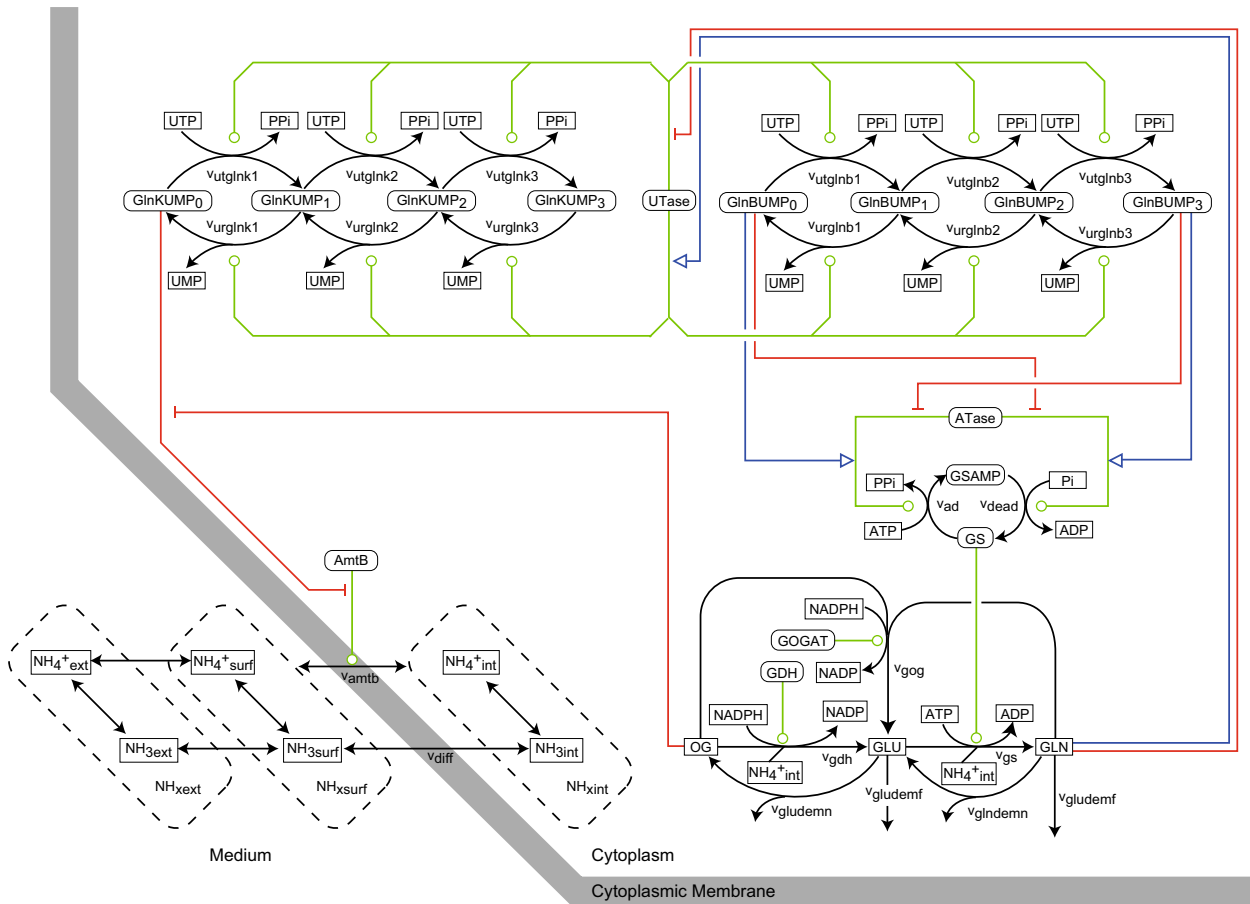 UTP PPi UTP PPi UTP PPi UTP PPi UTP PPi UTP PPi
vutglnk1 vutglnk2 vutglnk3 vutglnb1 vutglnb2 vutglnb3
GlnKUMP0 GlnKUMP1 GlnKUMP2 GlnKUMP3 UTase GlnBUMP0 GlnBUMP1 GlnBUMP2 GlnBUMP3
vurglnk1 vurglnk2 vurglnk3 vurglnb1 vurglnb2 vurglnb3
UMP UMP UMP UMP UMP UMP
ATase
PPi GSAMP Pi
vad vdead
ATP GS ADP
AmtB
NADPH
GOGAT
NH4+ext NH4+surf NH4+int GDH NADP vgog
vamtb
NADPH NADP ATP ADP
NH3ext NH3surf NH3int OG GLU GLN
vdiff vgdh vgs
NH4+int NH4+int
NHxext NHxsurf NHxint vgludemn vgludemf vglndemn vgludemf
Medium Cytoplasm
Cytoplasmic Membrane